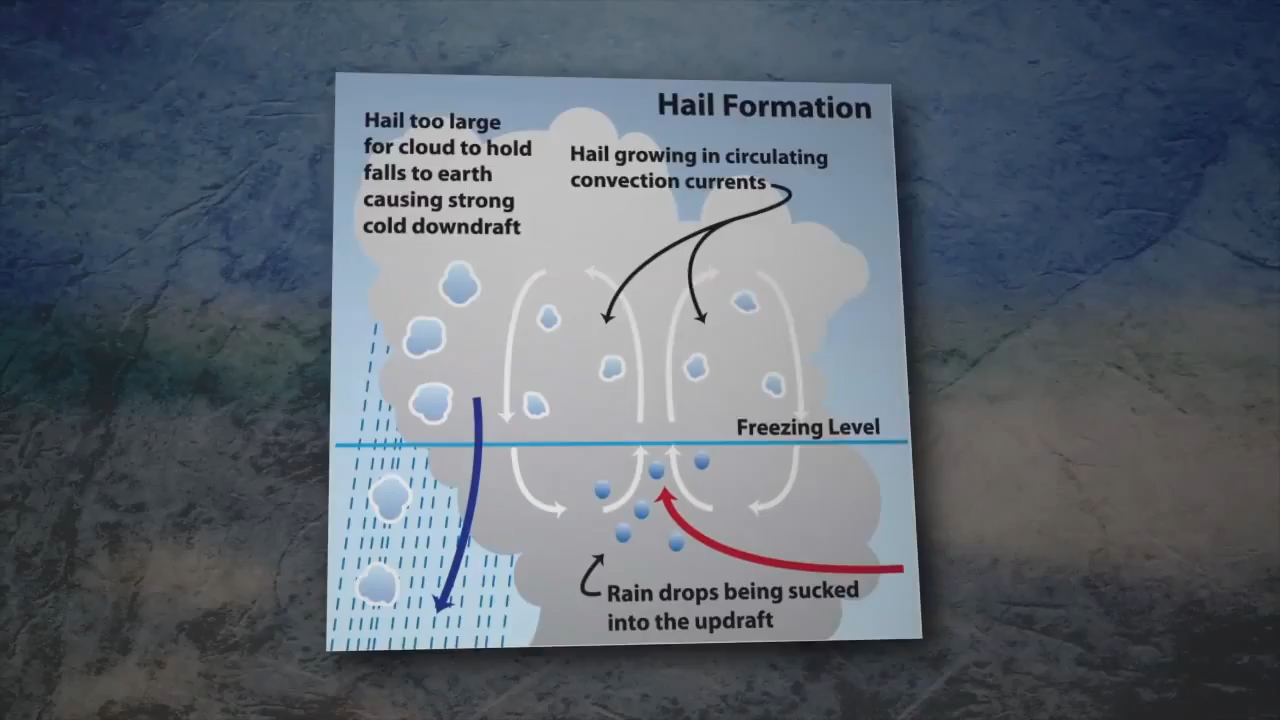 Hail Formation
Hail too large
for cloud to hold
falls to earth
causing strong
cold downdraft
Hail growing in circulating
convection currents
Freezing Level
Rain drops being sucked
into the updraft